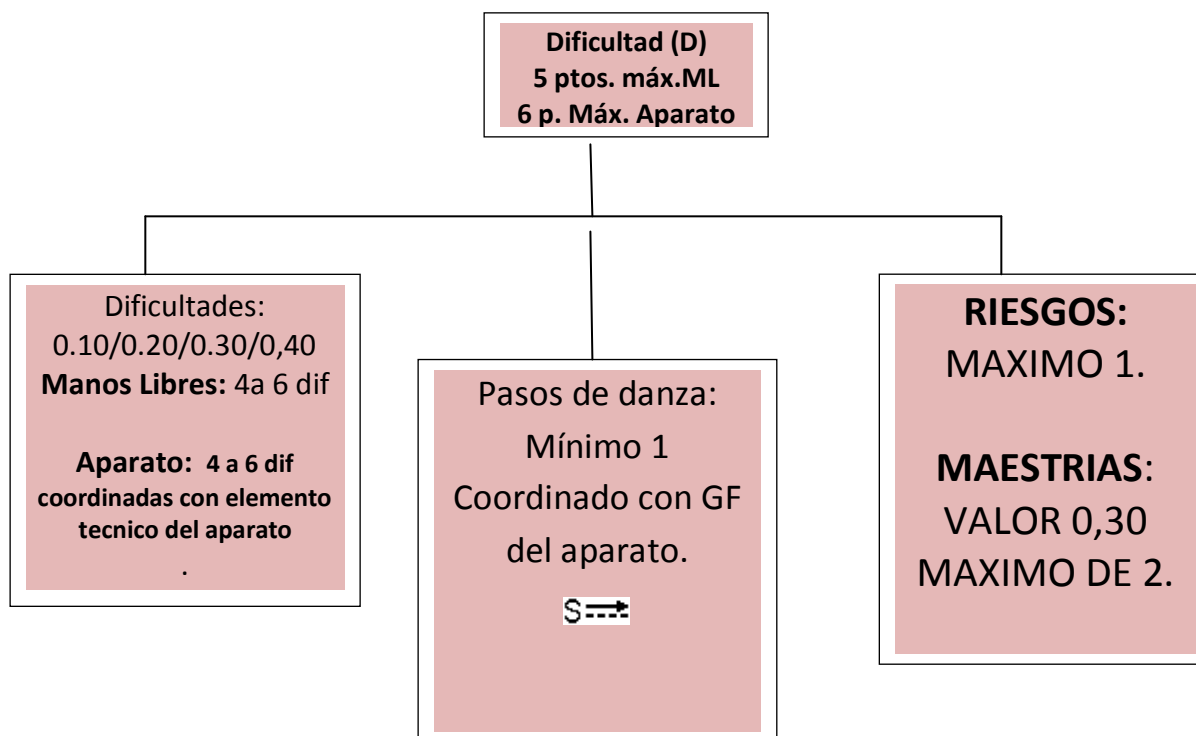 Dificultad (D)
5 ptos. máx.ML
6 p. Máx. Aparato
Dificultades:
0.10/0.20/0.30/0,40
Manos Libres: 4a 6 dif
Aparato: 4 a 6 dif
coordinadas con elemento
tecnico del aparato
.
Pasos de danza:
Mínimo 1
Coordinado con GF
del aparato.
S
RIESGOS:
MAXIMO 1.
MAESTRIAS:
VALOR 0,30
MAXIMO DE 2.